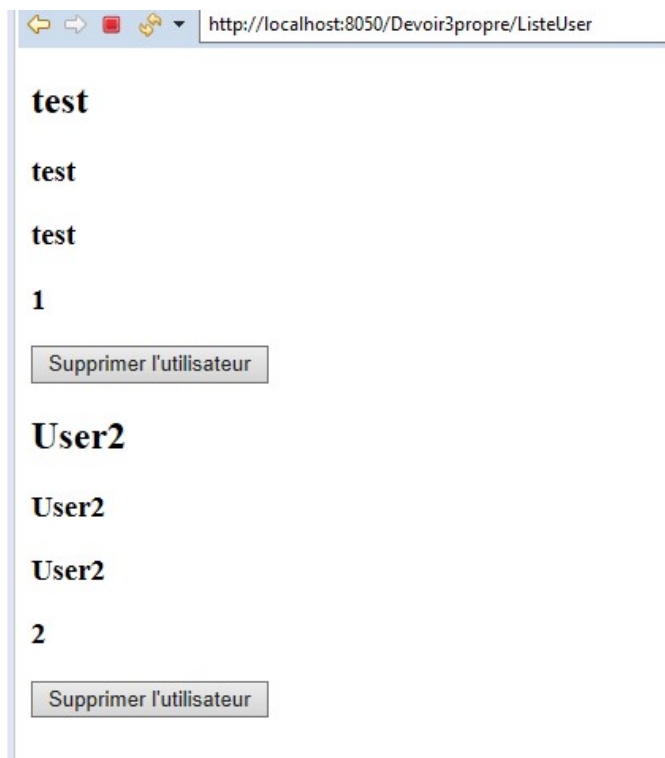 http://localhost:8050/Devoir3propre/ListeUser
test
test
test
1
Supprimer l'utilisateur
User2
User2
User2
2
Supprimer l'utilisateur